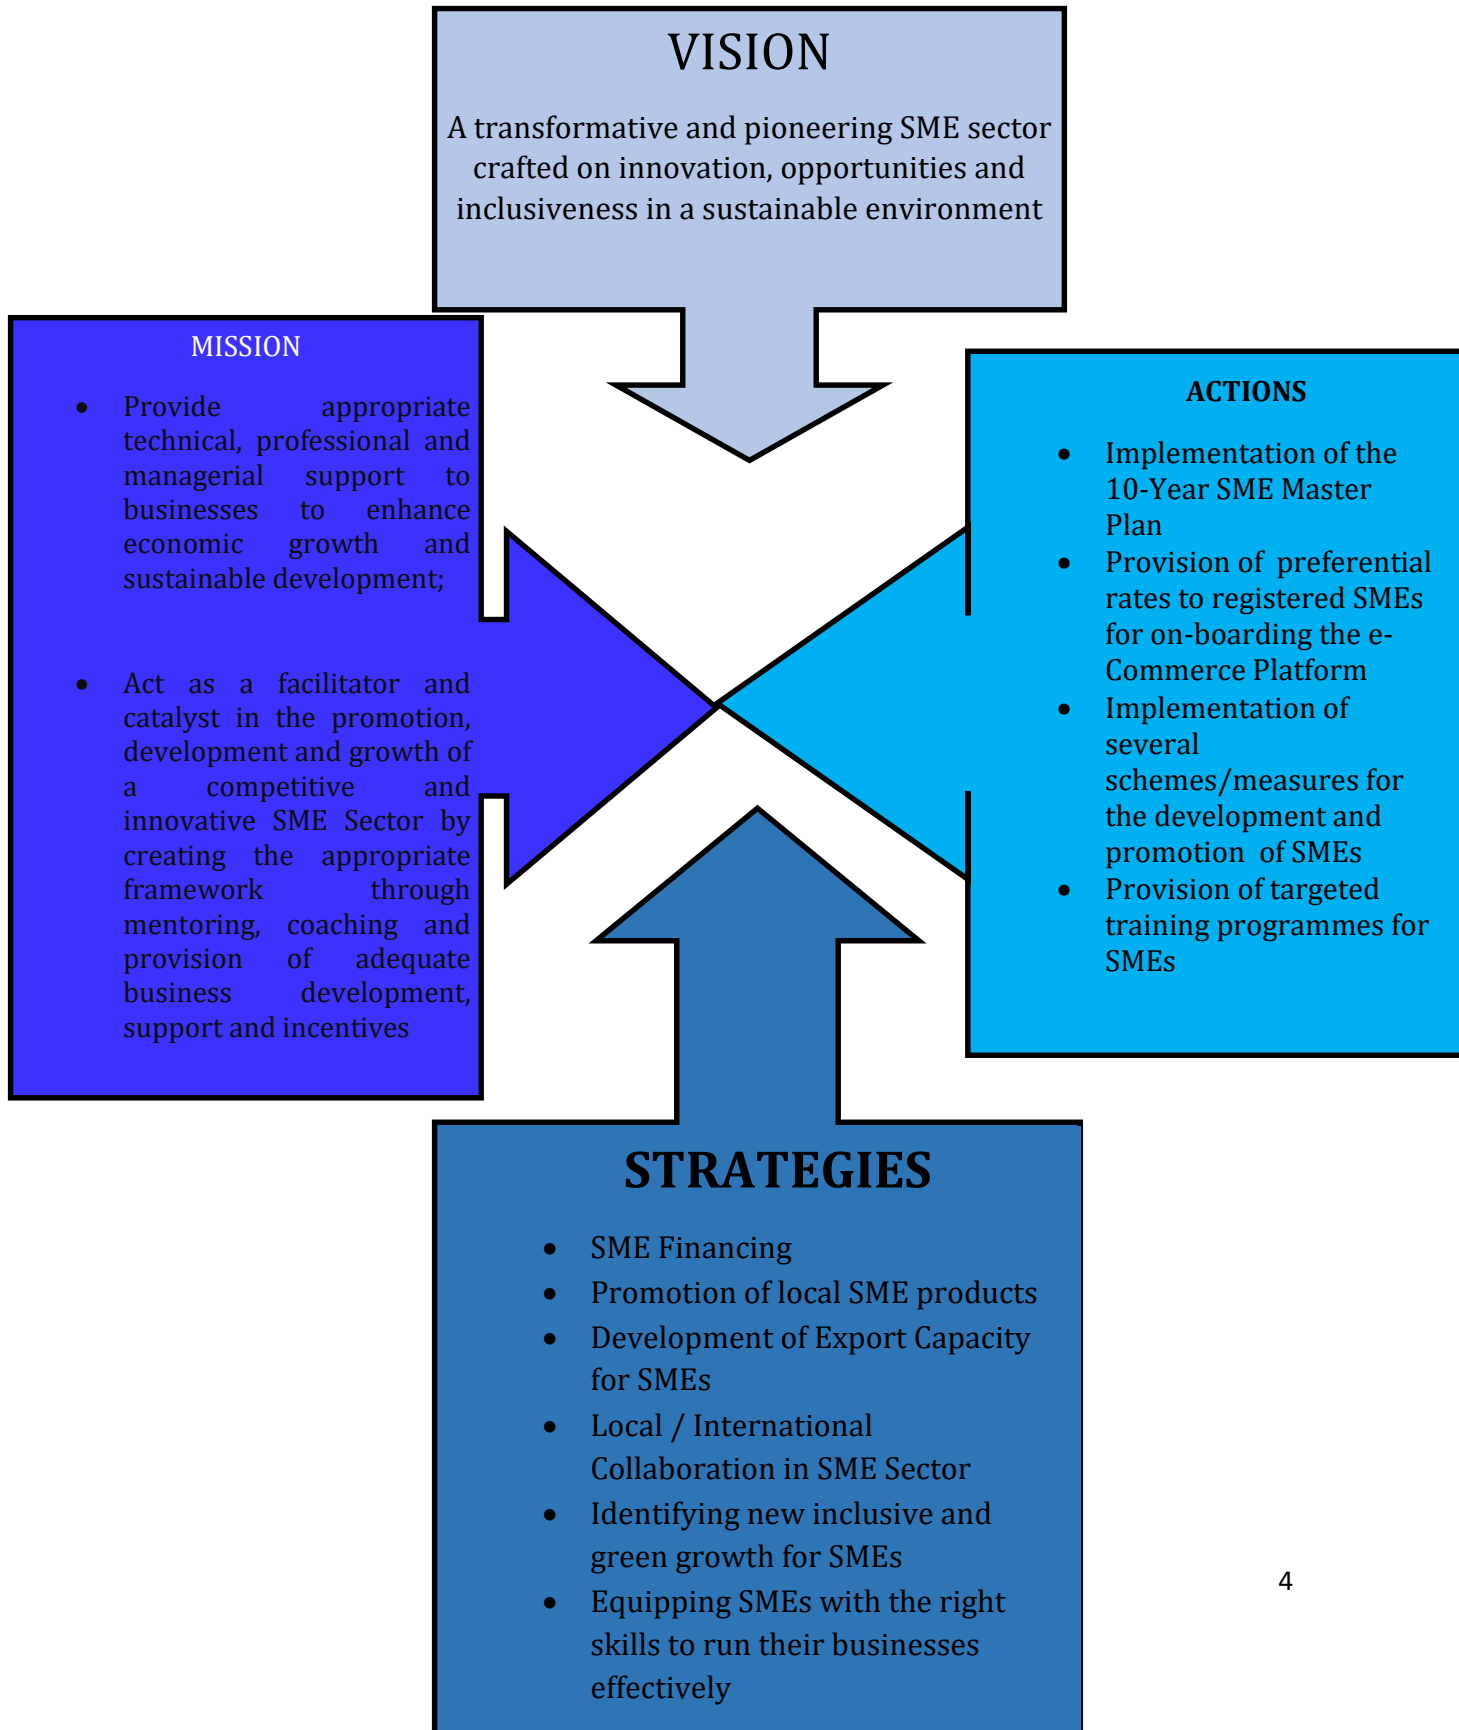 VISION
A transformative and pioneering SME sector
crafted on innovation, opportunities and
inclusiveness in a sustainable environment
MISSION
• Provide appropriate
technical, professional and
managerial support to
businesses to enhance
economic growth and
sustainable development;
• Act as a facilitator and
catalyst in the promotion,
development and growth of
a competitive and
innovative SME Sector by
creating the appropriate
framework through
mentoring, coaching and
provision of adequate
business development,
support and incentives
ACTIONS
• Implementation of the
10-Year SME Master
Plan
• Provision of preferential
rates to registered SMEs
for on-boarding the e-
Commerce Platform
• Implementation of
several
schemes/measures for
the development and
promotion of SMEs
• Provision of targeted
training programmes for
SMEs
STRATEGIES
• SME Financing
• Promotion of local SME products
• Development of Export Capacity
for SMEs
• Local / International
Collaboration in SME Sector
• Identifying new inclusive and
green growth for SMEs
• Equipping SMEs with the right
skills to run their businesses
effectively
4